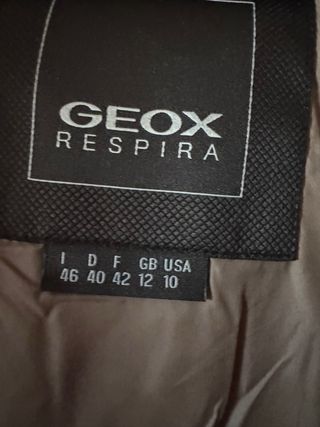 GEOX
RESPIRA
I D F GB USA
46 40 42 12 10